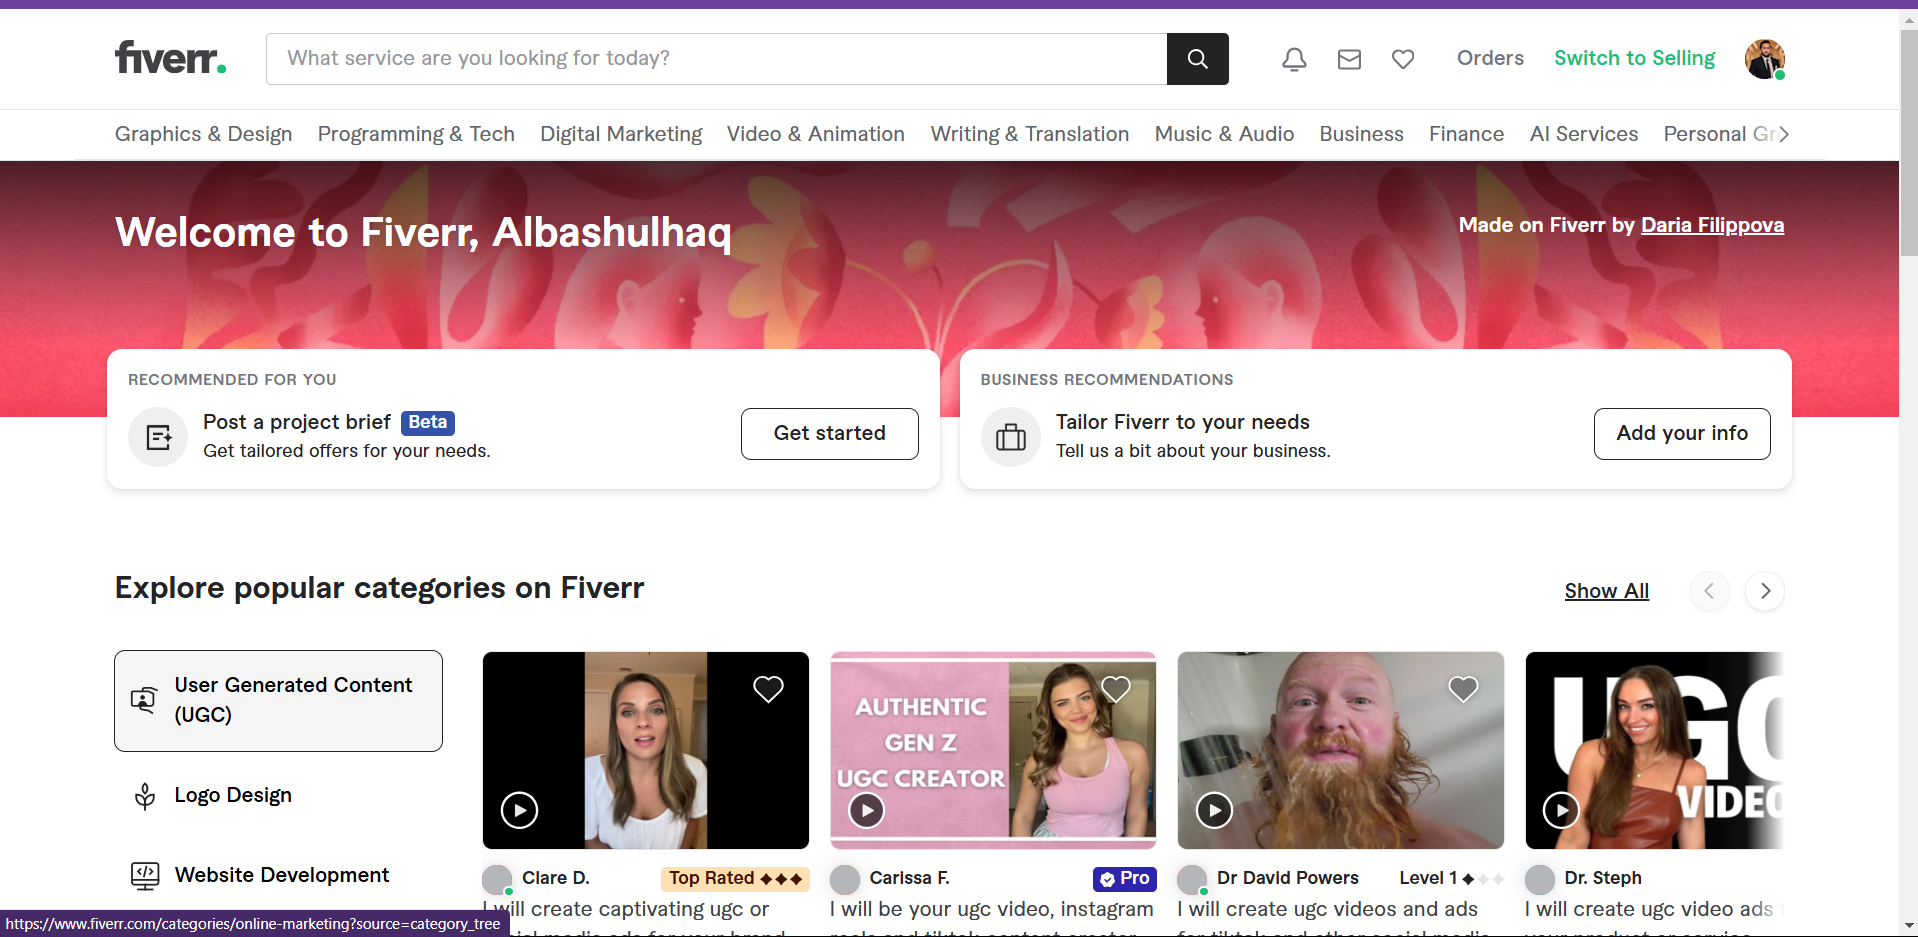 fiverr.
What service are you looking for today?
Orders
Switch to Selling
Graphics & Design
Programming & Tech
Digital Marketing
Video & Animation
Writing & Translation
Music & Audio
Business
Finance
AI Services
Personal
Welcome to Fiverr, Albashulhaq
Made on Fiverr by Daria Filippova
RECOMMENDED FOR YOU
Post a project brief Beta
Get tailored offers for your needs.
Get started
BUSINESS RECOMMENDATIONS
Tailor Fiverr to your needs
Tell us a bit about your business.
Add your info
Explore popular categories on Fiverr
Show All
User Generated Content
(UGC)
Logo Design
Website Development
AUTHENTIC
GEN Z
UGC CREATOR
UGC
VIDEO
Clare D.
Top Rated
I will create captivating ugc or
Carissa F.
Pro
I will be your ugc video, instagram
Dr David Powers
Level 1
I will create ugc videos and ads
Dr. Steph
I will create ugc video ads
https://www.fiverr.com/categories/online-marketing?source=category_tree